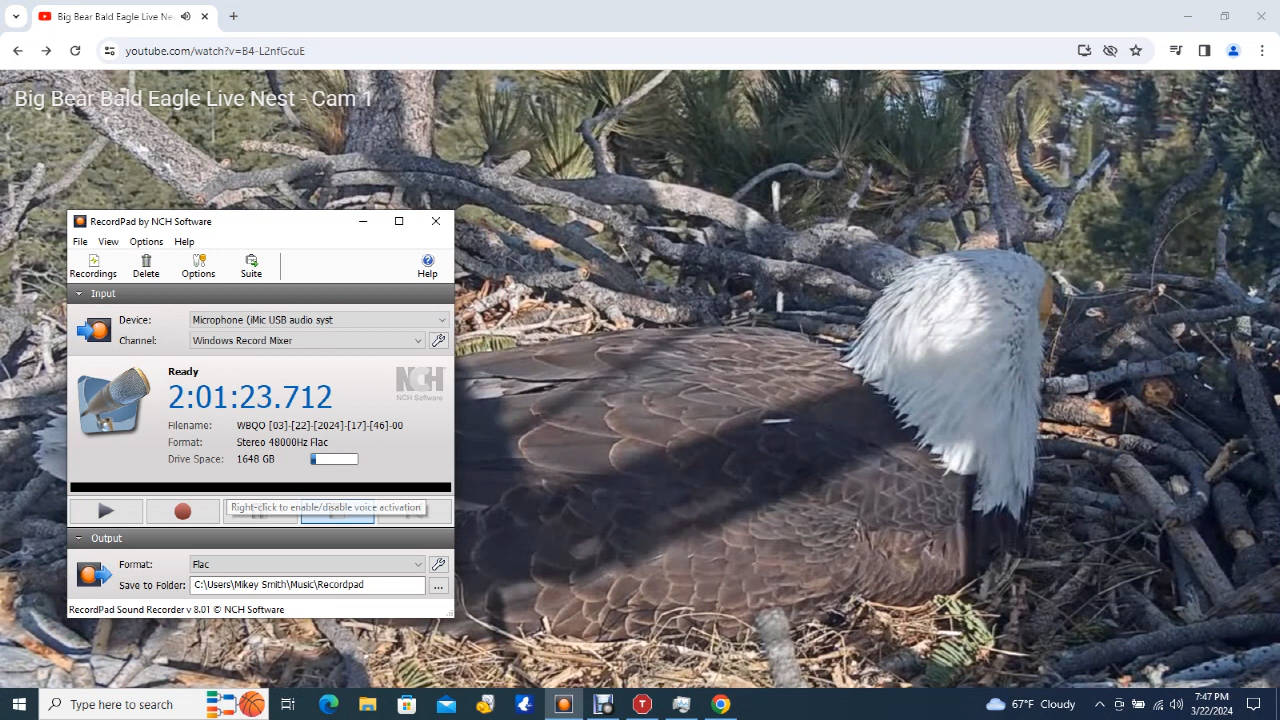 Big Bear Bald Eagle Live Ne
youtube.com/watch?v=B4-L2nfGcuE
Big Bear Bald Eagle Live Nest - Cam 1
RecordPad by NCH Software
File View Options Help
Recordings Delete Options Suite Help
Input
Device: Microphone (iMic USB audio syst
Channel: Windows Record Mixer
Ready
2:01:23.712
NCH
NCH Software
Filename: WBQO [03]-[22]-[2024]-[17]-[46]-00
Format: Stereo 48000Hz Flac
Drive Space: 1648 GB
Right-click to enable/disable voice activation
Output
Format: Flac
Save to Folder: C:\Users\Mikey Smith\Music\Recordpad
...
RecordPad Sound Recorder v 8.01 © NCH Software
Type here to search
67°F Cloudy
7:47 PM
3/22/2024